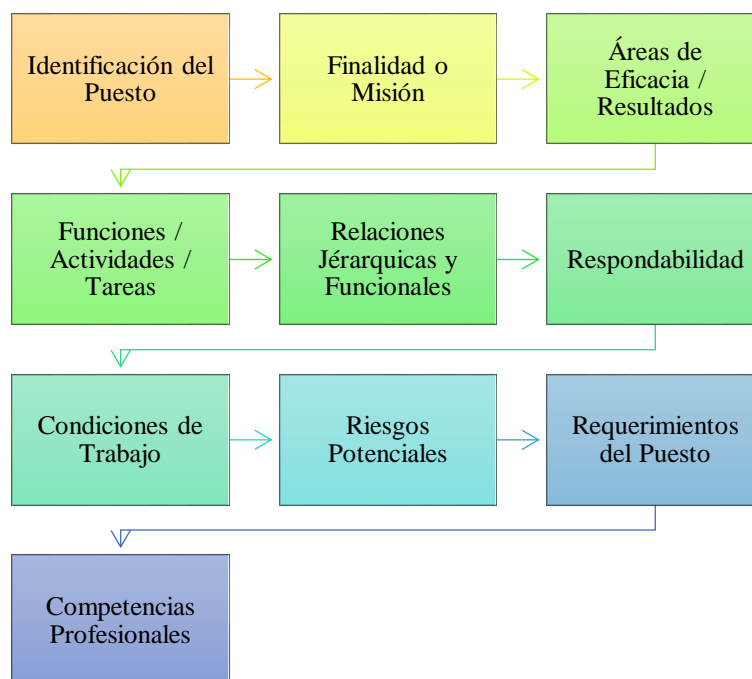 Identificación del
Puesto
Finalidad o
Misión
Áreas de
Eficacia /
Resultados
Funciones /
Actividades /
Tareas
Relaciones
Jérarquicas y
Funcionales
Respondabilidad
Condiciones de
Trabajo
Riesgos
Potenciales
Requerimientos
del Puesto
Competencias
Profesionales